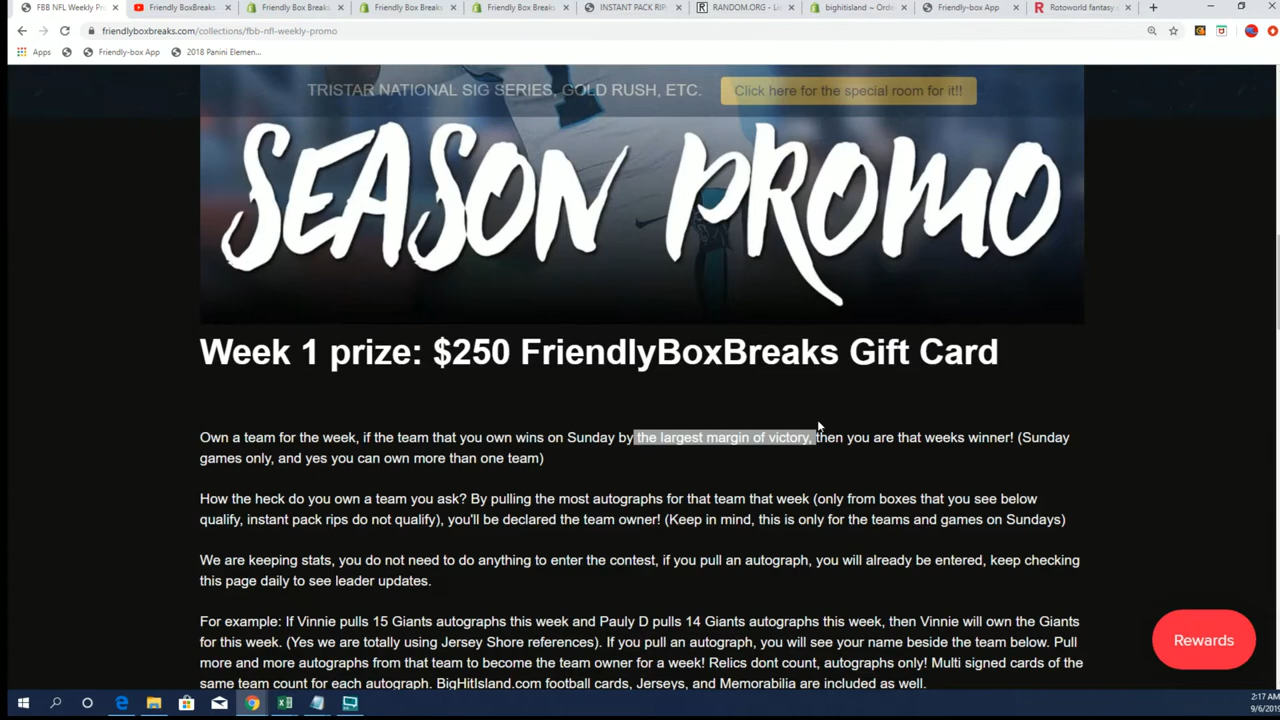 FBB NFL Weekly Pro
Friendly BoxBreaks
Friendly Box Breaks
Friendly Box Breaks
Friendly Box Breaks
INSTANT PACK RIP
RANDOM.ORG - Li
bighitisland ~ Orde
Friendly-box App
Rotoworld fantasy
friendlyboxbreaks.com/collections/fbb-nfl-weekly-promo
Apps
Friendly-box App
2018 Panini Elemen...
TRISTAR NATIONAL SIG SERIES, GOLD RUSH, ETC.
Click here for the special room for it!!
SEASON PROMO
Week 1 prize: $250 FriendlyBoxBreaks Gift Card
Own a team for the week, if the team that you own wins on Sunday by the largest margin of victory, then you are that weeks winner! (Sunday
games only, and yes you can own more than one team)
How the heck do you own a team you ask? By pulling the most autographs for that team that week (only from boxes that you see below
qualify, instant pack rips do not qualify), you'll be declared the team owner! (Keep in mind, this is only for the teams and games on Sundays)
We are keeping stats, you do not need to do anything to enter the contest, if you pull an autograph, you will already be entered, keep checking
this page daily to see leader updates.
For example: If Vinnie pulls 15 Giants autographs this week and Pauly D pulls 14 Giants autographs this week, then Vinnie will own the Giants
for this week. (Yes we are totally using Jersey Shore references). If you pull an autograph, you will see your name beside the team below. Pull
more and more autographs from that team to become the team owner for a week! Relics dont count, autographs only! Multi signed cards of the
same team count for each autograph. BigHitIsland.com football cards, Jerseys, and Memorabilia are included as well.
Rewards
2:17 AM
9/6/2019